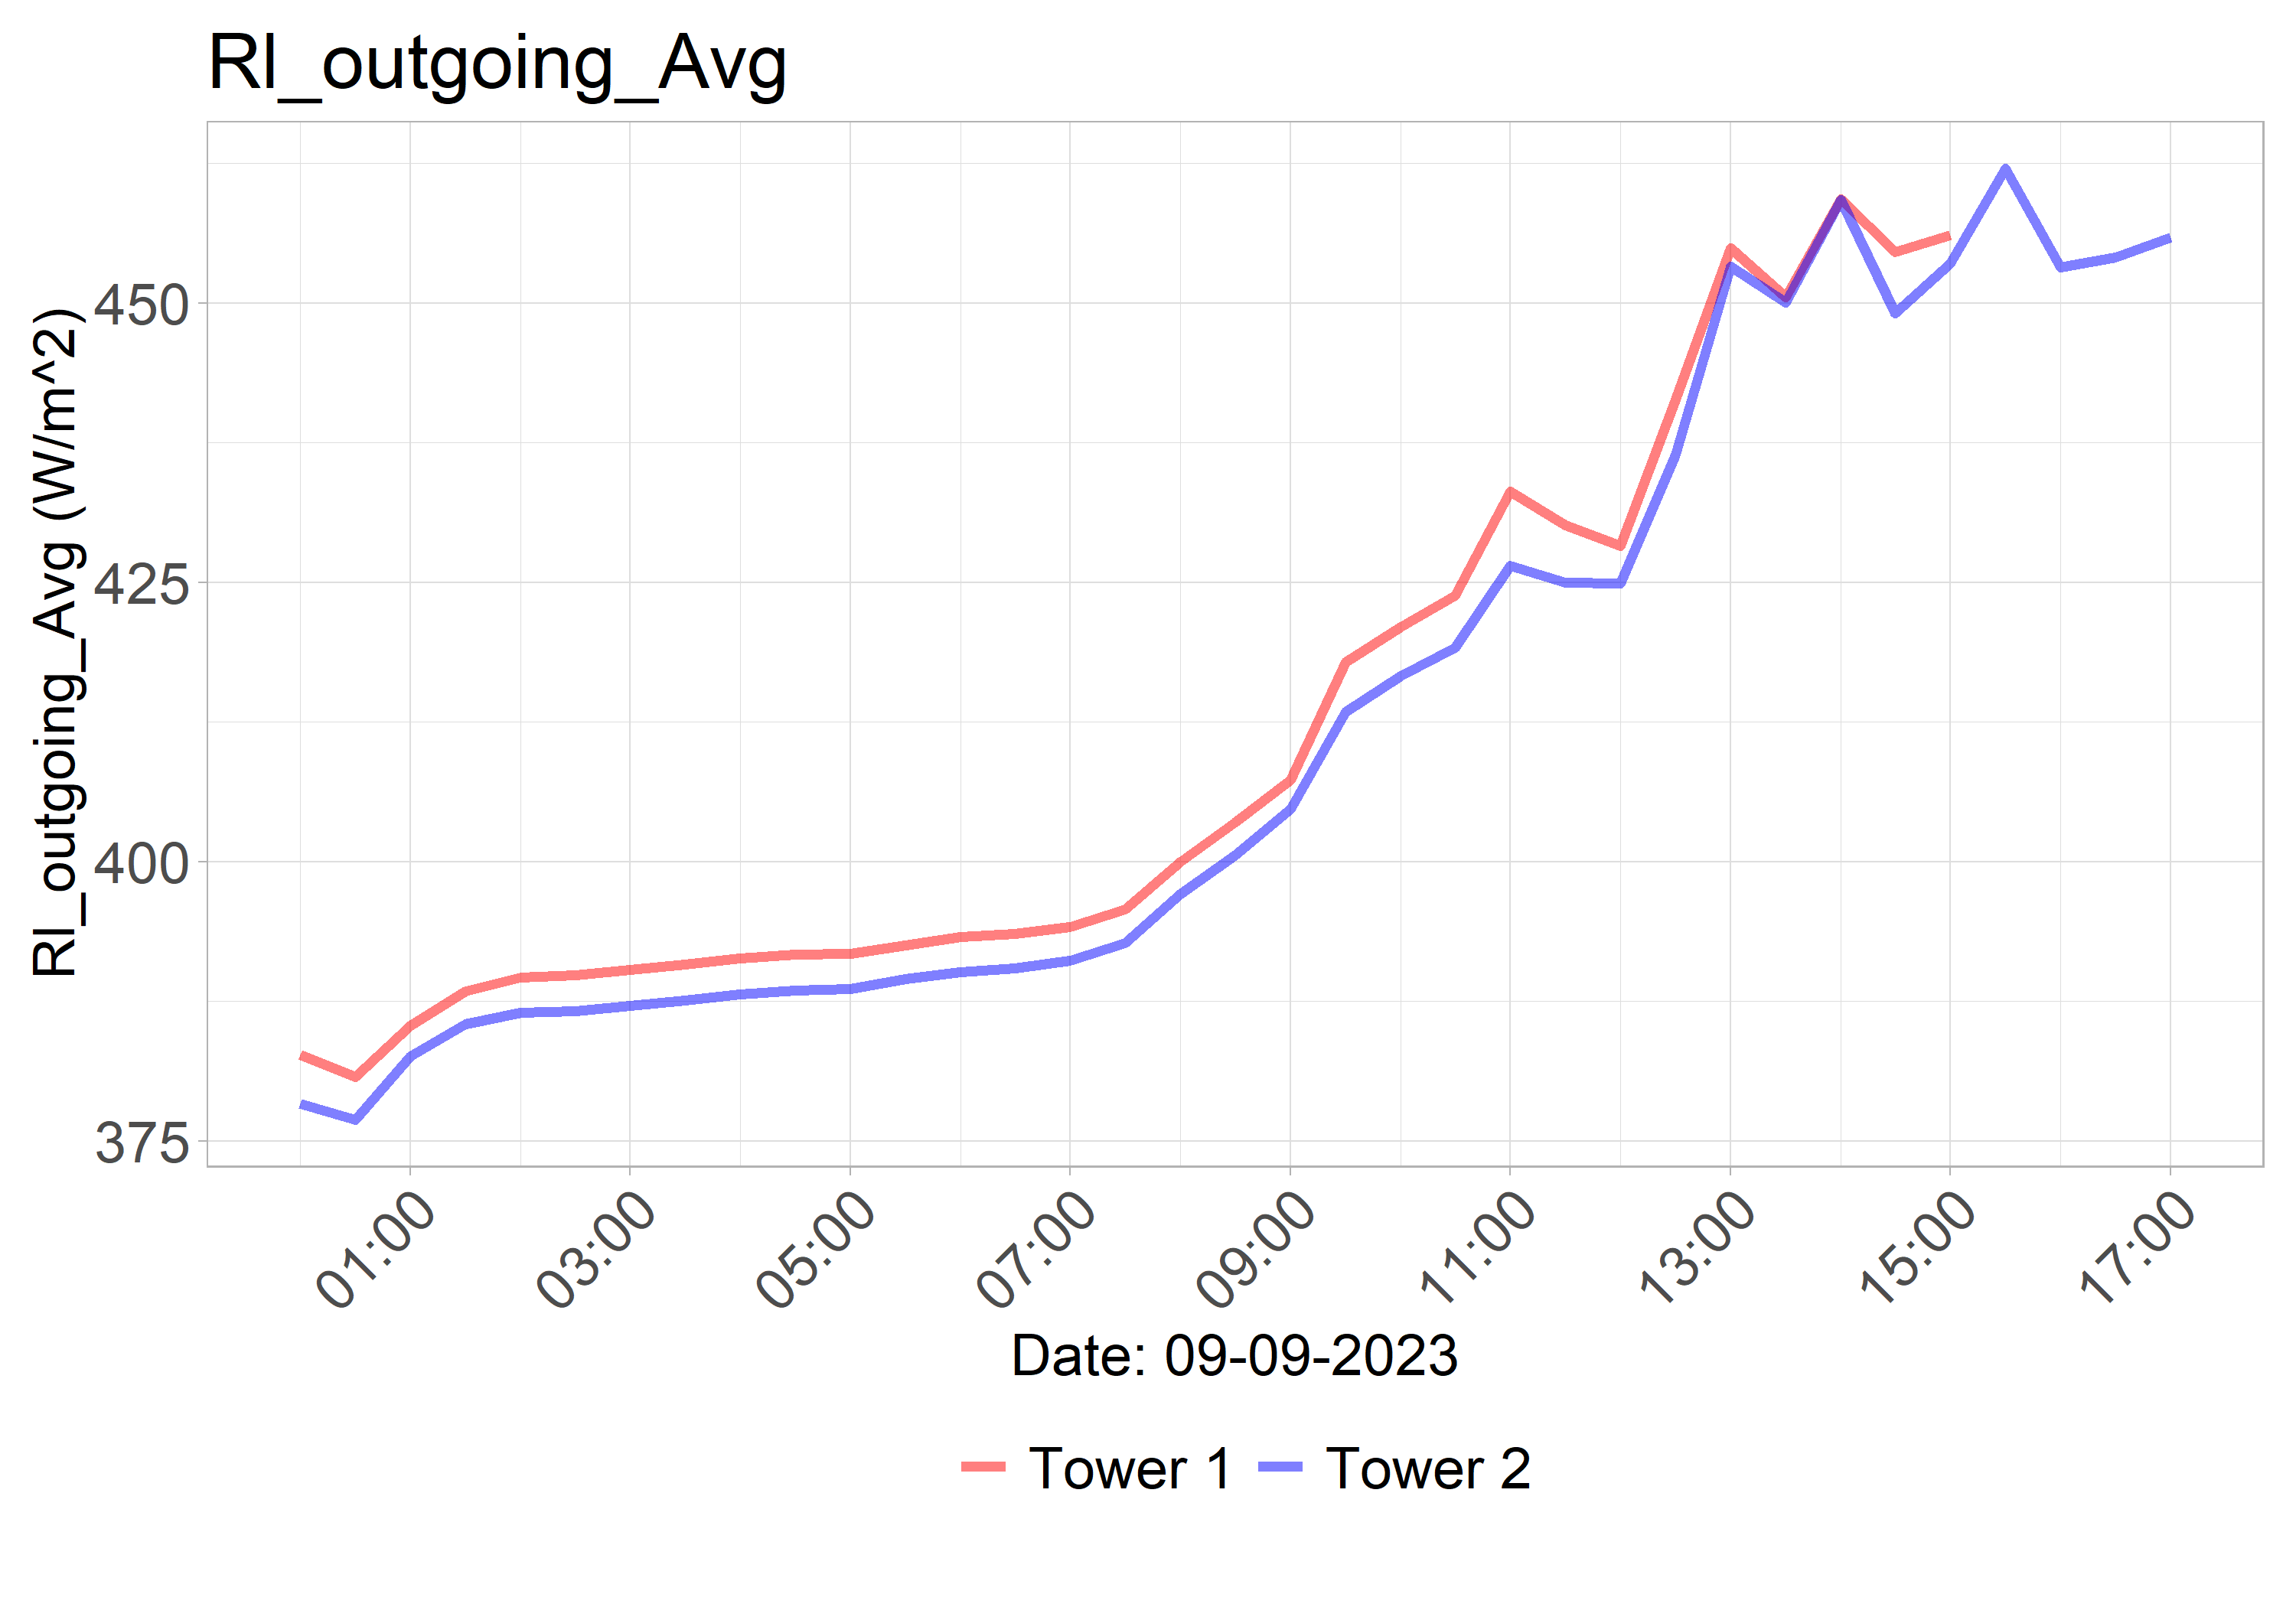 Rl_outgoing_Avg
Rl_outgoing_Avg (W/m^2)
450
425
400
375
01:00 03:00 05:00 07:00 09:00 11:00 13:00 15:00 17:00
Date: 09-09-2023
Tower 1 Tower 2